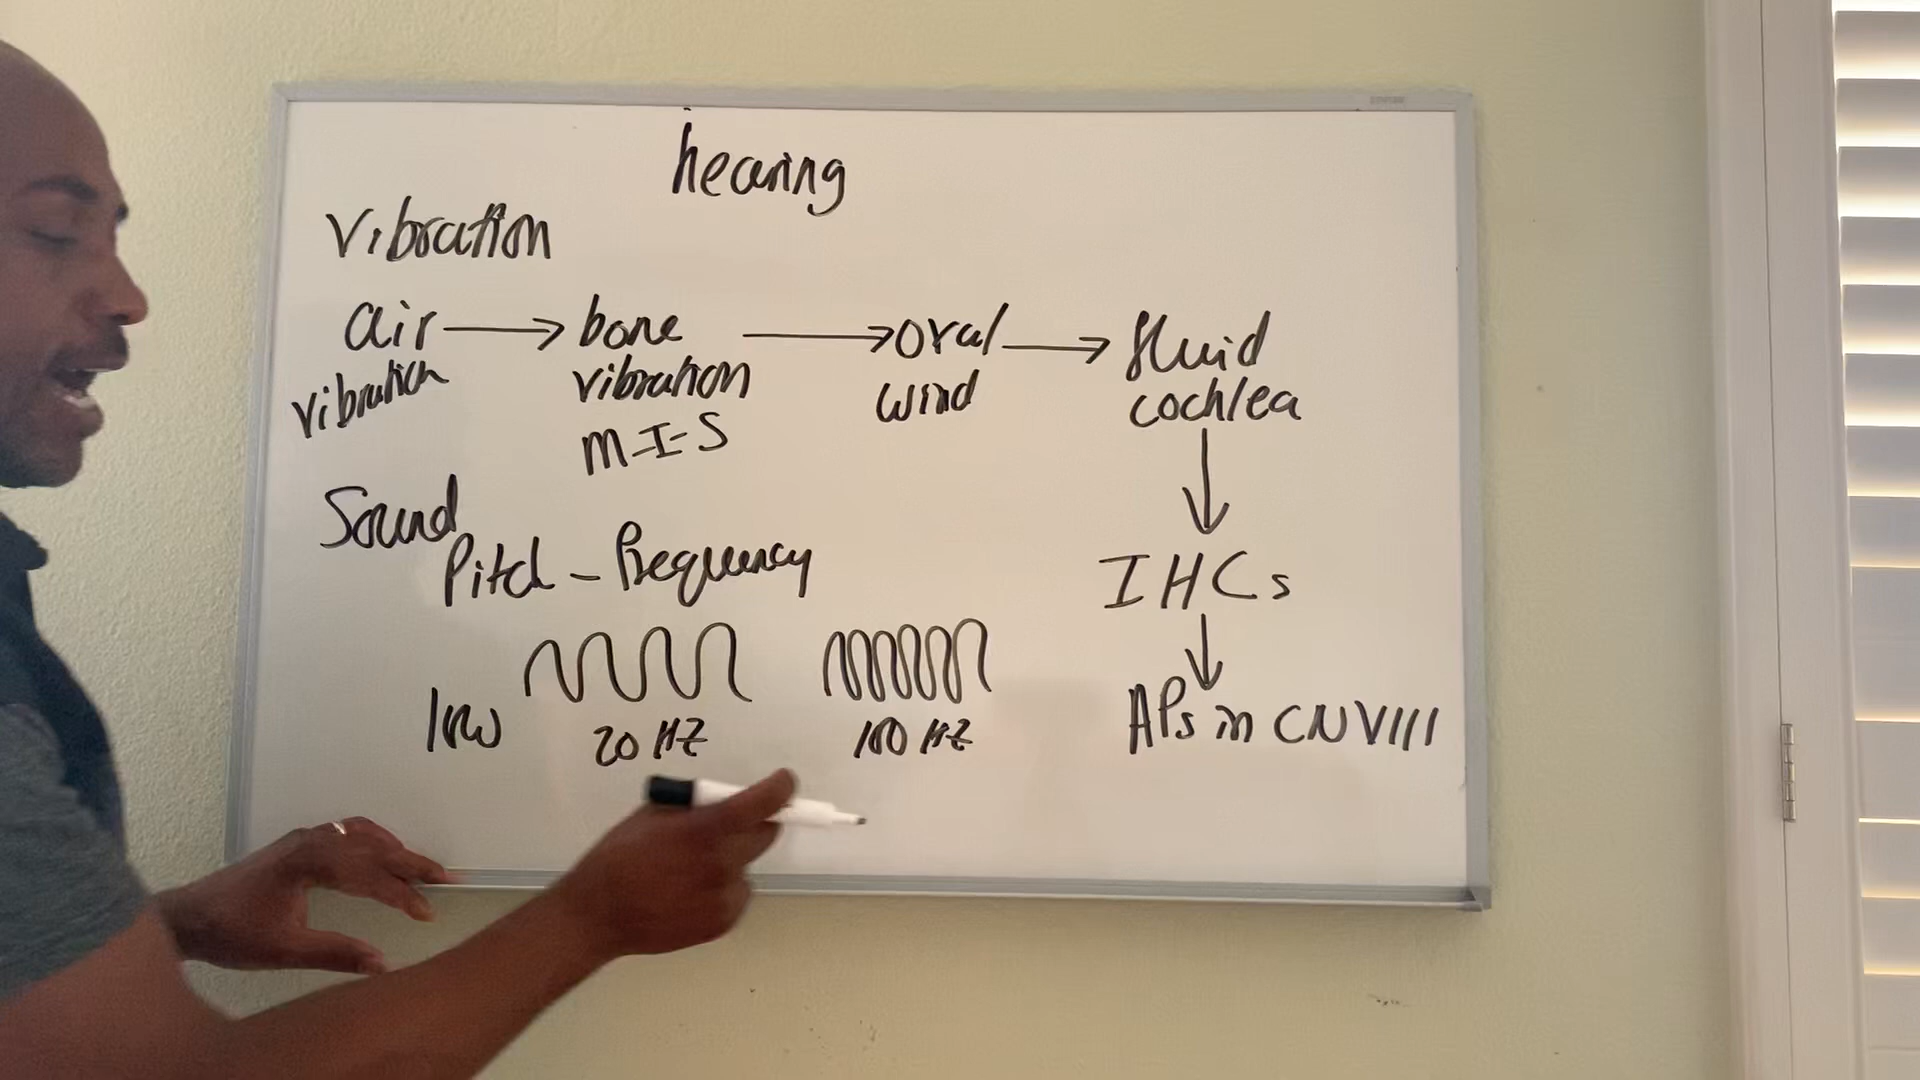 hearing
Vibration
air → bone → oval → fluid
vibration vibration wind cochlea
M-I-S
Sound
Pitch - frequency
IHCs
low 20 HZ 100 HZ
APs in CNVIII